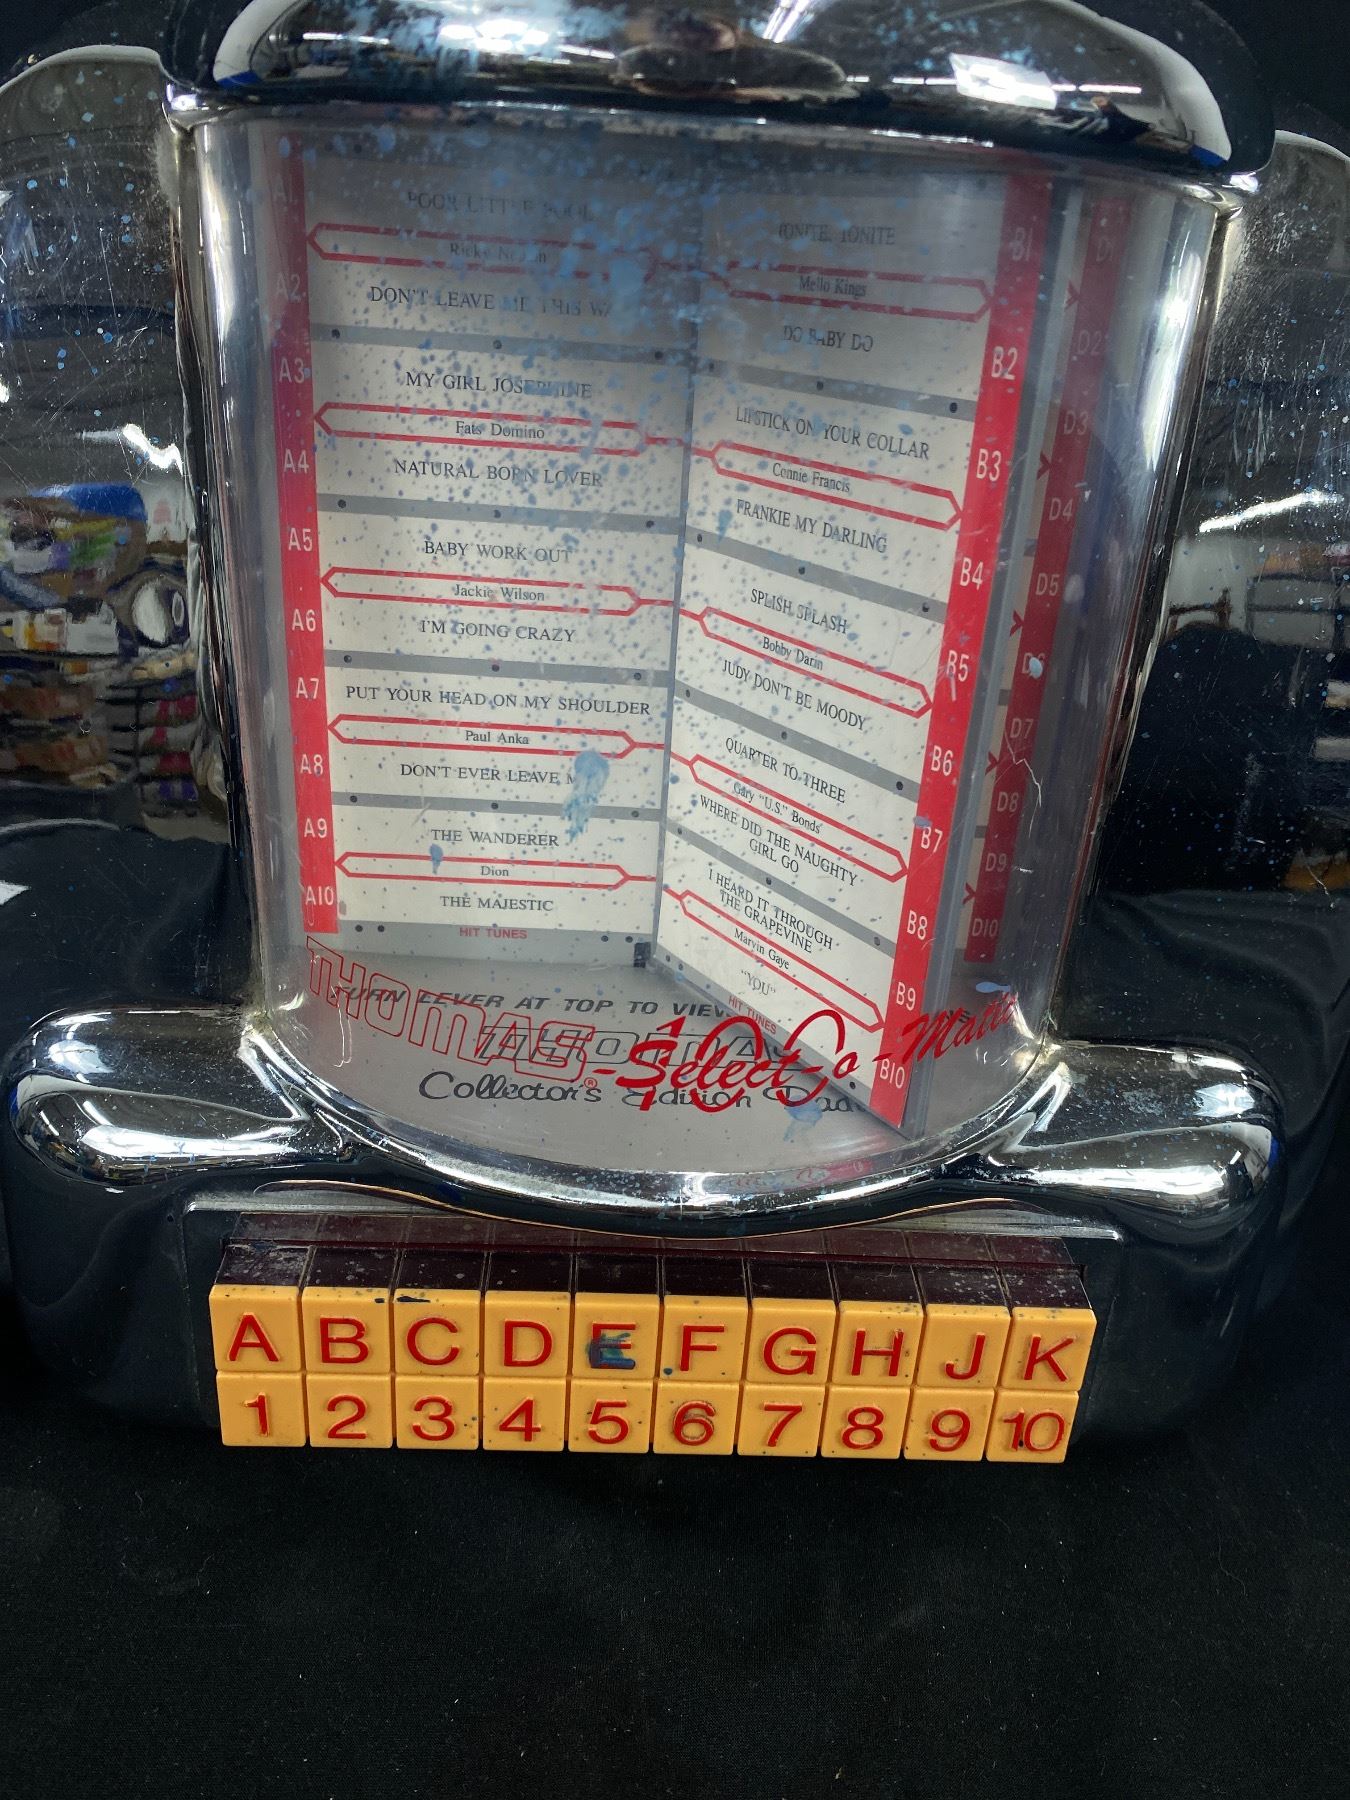 A1
POOR LITTLE FOOL
Ricky Nelson
A2
DON'T LEAVE ME THIS WA
A3
MY GIRL JOSEPHINE
Fats Domino
A4
NATURAL BORN LOVER
A5
BABY WORK OUT
Jackie Wilson
A6
I'M GOING CRAZY
A7
PUT YOUR HEAD ON MY SHOULDER
Paul Anka
A8
DON'T EVER LEAVE M
A9
THE WANDERER
Dion
A10
THE MAJESTIC
HIT TUNES
B1
TONITE, TONITE
Mello Kings
B2
DO BABY DO
B3
LIPSTICK ON YOUR COLLAR
Connie Francis
B4
FRANKIE MY DARLING
B5
SPLISH SPLASH
Bobby Darin
B6
JUDY DON'T BE MOODY
B7
QUARTER TO THREE
Gary "U.S." Bonds
B8
WHERE DID THE NAUGHTY
GIRL GO
B9
I HEARD IT THROUGH
THE GRAPEVINE
Marvin Gaye
B10
"YOU"
HIT TUNES
D1
D2
D3
D4
D5
D6
D7
D8
D9
D10
TURN LEVER AT TOP TO VIEW
THOMAS®-Select-o-Matic
100
THOMAS
Collector's Edition Radi
A B C D E F G H J K
1 2 3 4 5 6 7 8 9 10